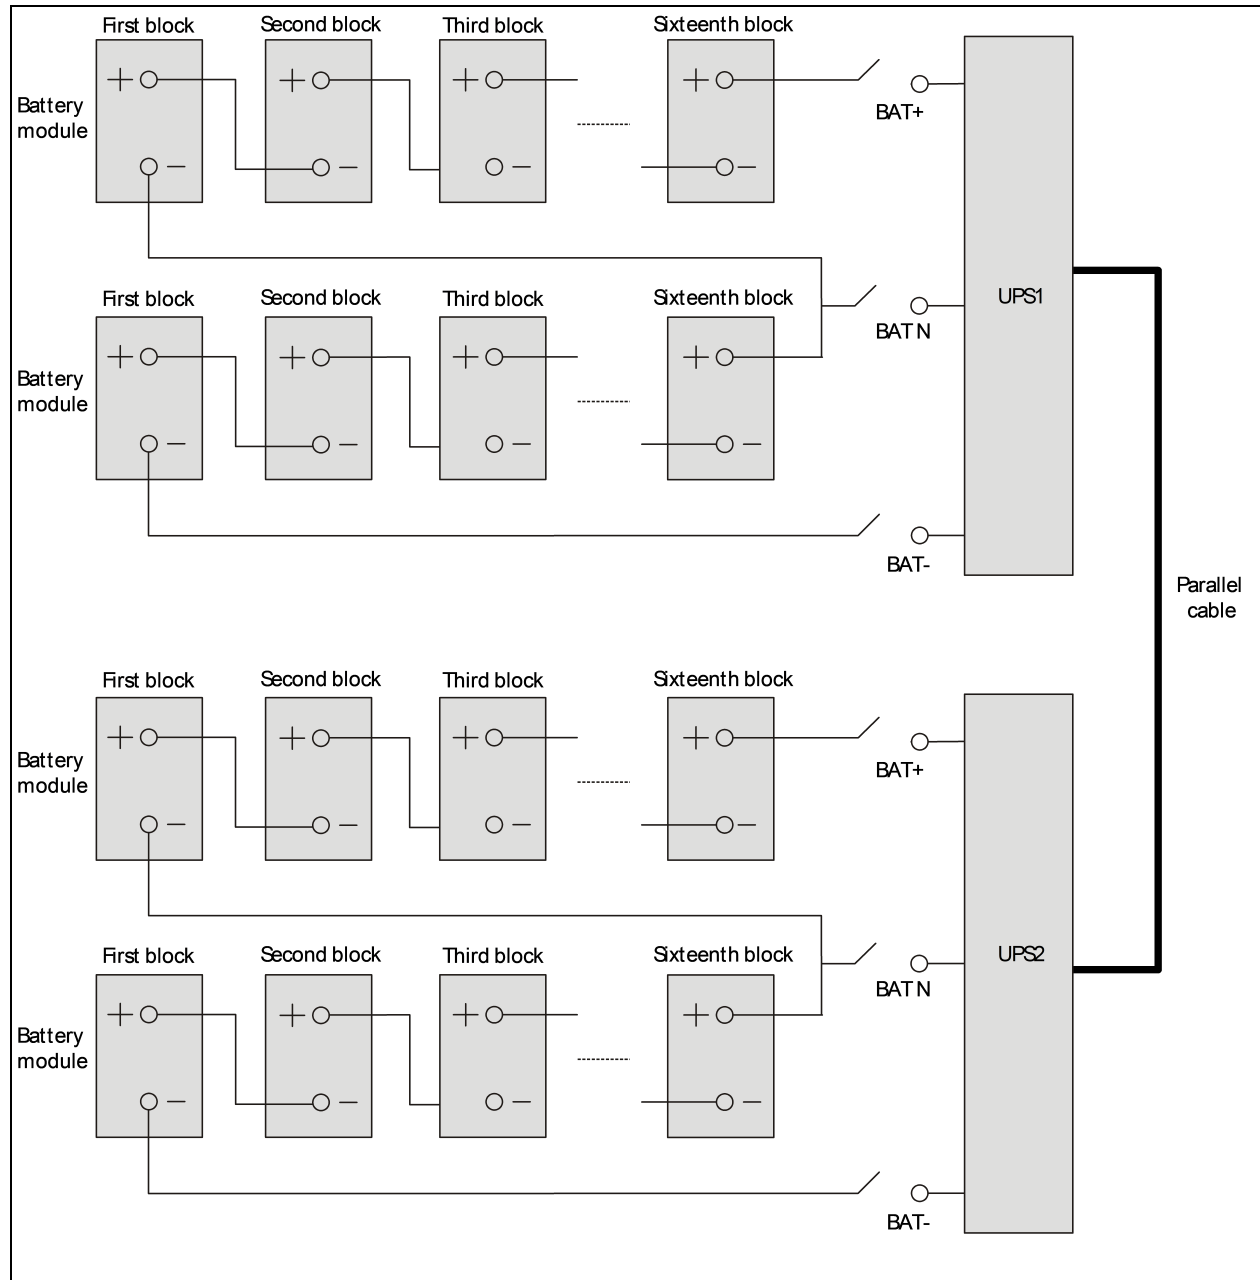 First block
Second block
Third block
Sixteenth block
Battery
module
+
+
+
+
BAT+
−
−
−
−
First block
Second block
Third block
Sixteenth block
UPS1
BAT N
Battery
module
+
+
+
+
−
−
−
−
BAT-
Parallel
cable
First block
Second block
Third block
Sixteenth block
Battery
module
+
+
+
+
BAT+
−
−
−
−
First block
Second block
Third block
Sixteenth block
UPS2
BAT N
Battery
module
+
+
+
+
−
−
−
−
BAT-